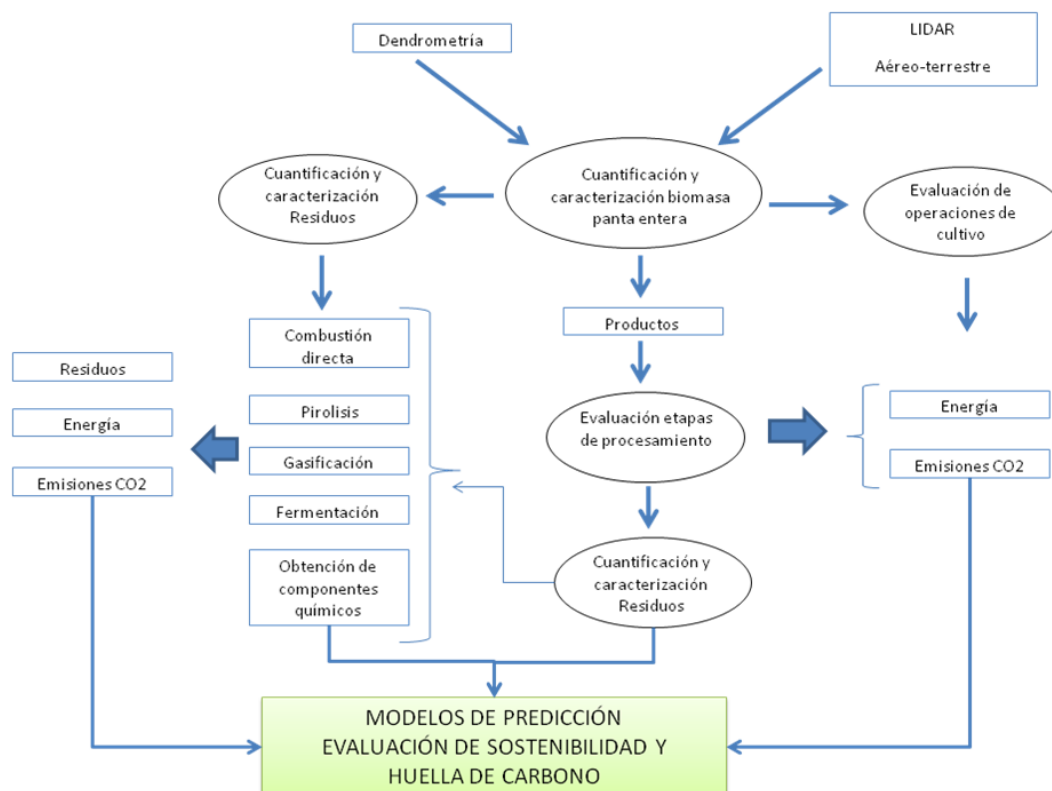 Dendrometría
LIDAR
Aéreo-terrestre
Cuantificación y
caracterización
Residuos
Cuantificación y
caracterización biomasa
panta entera
Evaluación de
operaciones de
cultivo
Combustión
directa
Productos
Residuos
Pirolisis
Evaluación etapas
de procesamiento
Energía
Energía
Gasificación
Emisiones CO2
Emisiones CO2
Fermentación
Obtención de
componentes
químicos
Cuantificación y
caracterización
Residuos
MODELOS DE PREDICCIÓN
EVALUACIÓN DE SOSTENIBILIDAD Y
HUELLA DE CARBONO